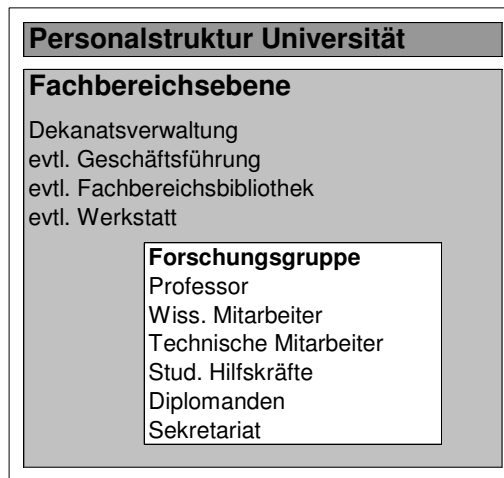 Personalstruktur Universität
Fachbereichsebene
Dekanatsverwaltung
evtl. Geschäftsführung
evtl. Fachbereichsbibliothek
evtl. Werkstatt
Forschungsgruppe
Professor
Wiss. Mitarbeiter
Technische Mitarbeiter
Stud. Hilfskräfte
Diplomanden
Sekretariat